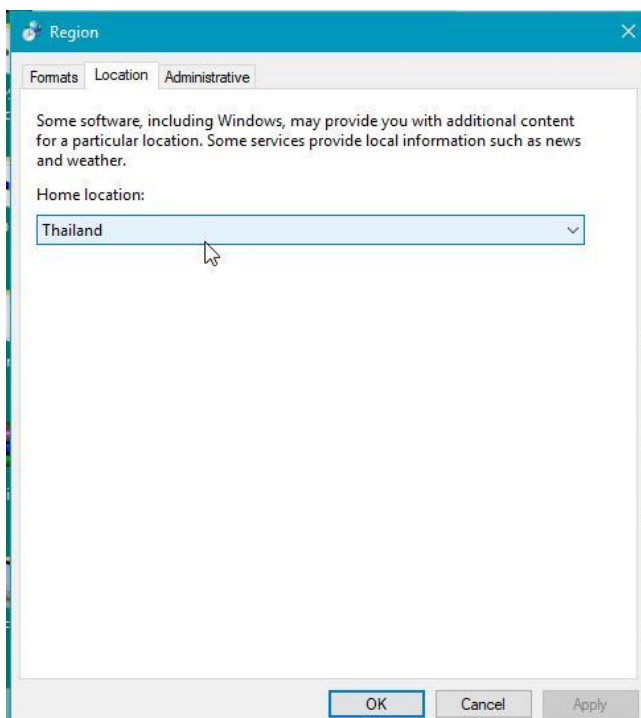 Region
Formats Location Administrative
Some software, including Windows, may provide you with additional content
for a particular location. Some services provide local information such as news
and weather.
Home location:
Thailand
OK Cancel Apply